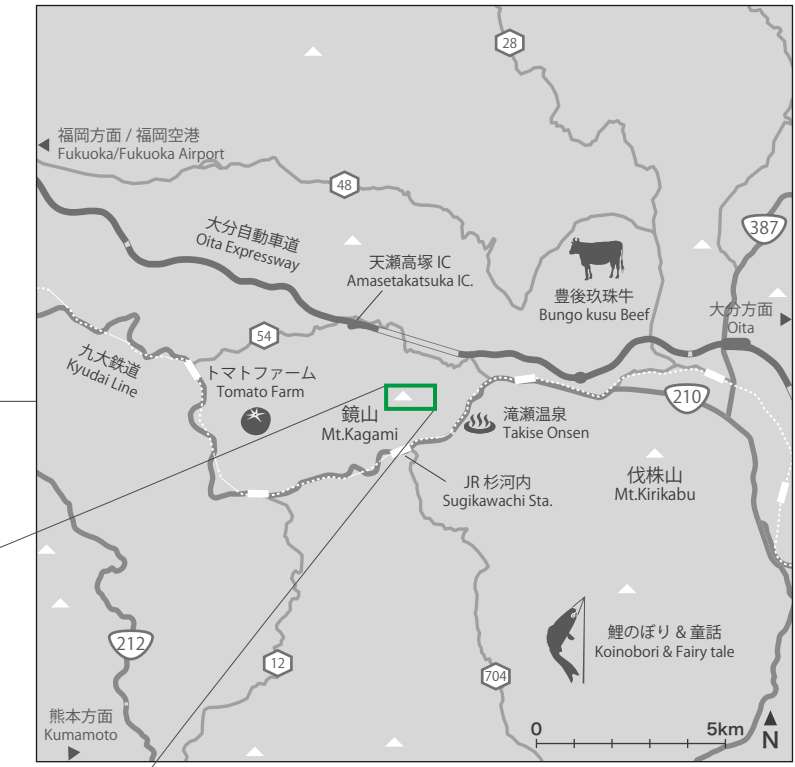 28
福岡方面 / 福岡空港
Fukuoka/Fukuoka Airport
48
387
大分自動車道
Oita Expressway
天瀬高塚 IC
Amasetakatsuka IC.
豊後玖珠牛
Bungo kusu Beef
大分方面
Oita
54
九大鉄道
Kyudai Line
トマトファーム
Tomato Farm
鏡山
Mt.Kagami
210
滝瀬温泉
Takise Onsen
JR 杉河内
Sugikawachi Sta.
伐株山
Mt.Kirikabu
212
鯉のぼり & 童話
Koinobori & Fairy tale
12
704
熊本方面
Kumamoto
0
5km
N